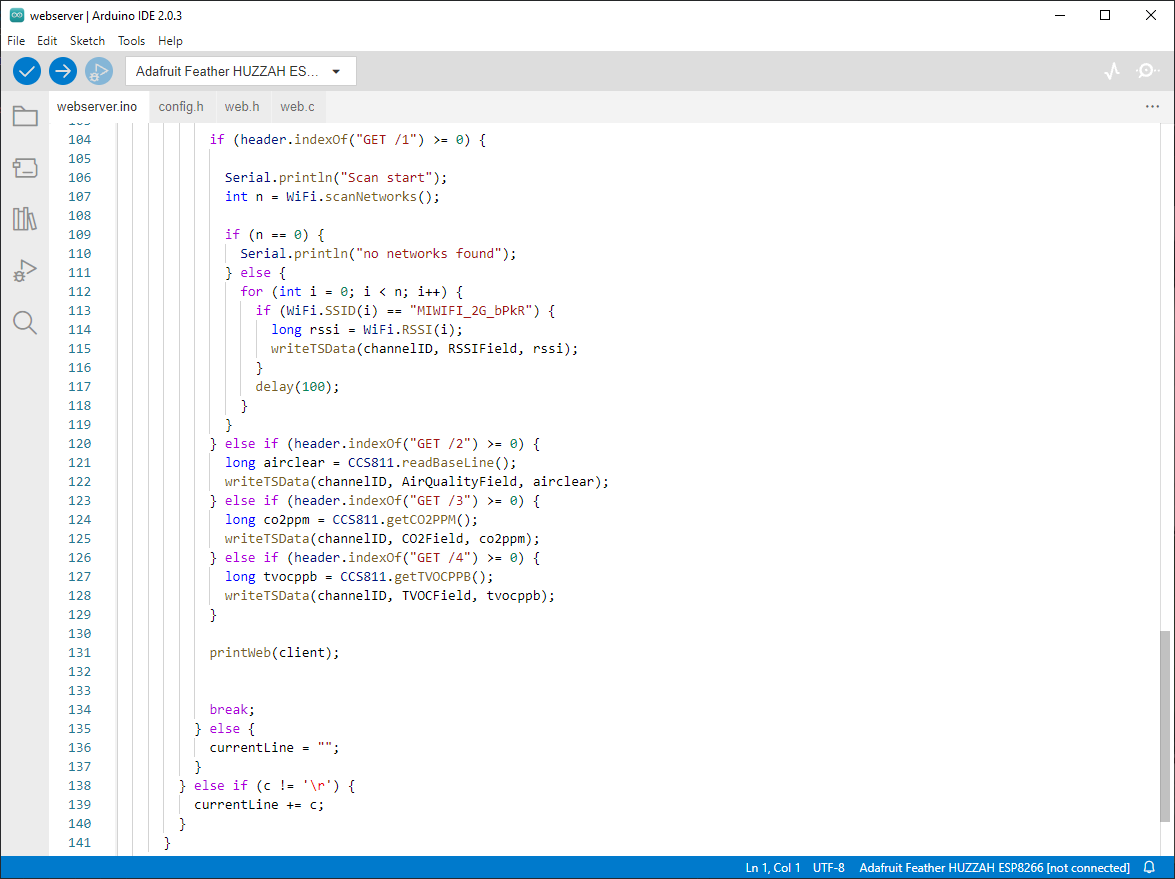 webserver | Arduino IDE 2.0.3
File Edit Sketch Tools Help
Adafruit Feather HUZZAH ES...
webserver.ino config.h web.h web.c
103
104 if (header.indexOf("GET /1") >= 0) {
105
106 Serial.println("Scan start");
107 int n = WiFi.scanNetworks();
108
109 if (n == 0) {
110 Serial.println("no networks found");
111 } else {
112 for (int i = 0; i < n; i++) {
113 if (WiFi.SSID(i) == "MIWIFI_2G_bPkR") {
114 long rssi = WiFi.RSSI(i);
115 writeTSData(channelID, RSSIField, rssi);
116 }
117 delay(100);
118 }
119 }
120 } else if (header.indexOf("GET /2") >= 0) {
121 long airclear = CCS811.readBaseLine();
122 writeTSData(channelID, AirQualityField, airclear);
123 } else if (header.indexOf("GET /3") >= 0) {
124 long co2ppm = CCS811.getCO2PPM();
125 writeTSData(channelID, CO2Field, co2ppm);
126 } else if (header.indexOf("GET /4") >= 0) {
127 long tvocppb = CCS811.getTVOCPPB();
128 writeTSData(channelID, TVOCField, tvocppb);
129 }
130
131 printWeb(client);
132
133
134 break;
135 } else {
136 currentLine = "";
137 }
138 } else if (c != '\r') {
139 currentLine += c;
140 }
141 }
Ln 1, Col 1 UTF-8 Adafruit Feather HUZZAH ESP8266 [not connected]